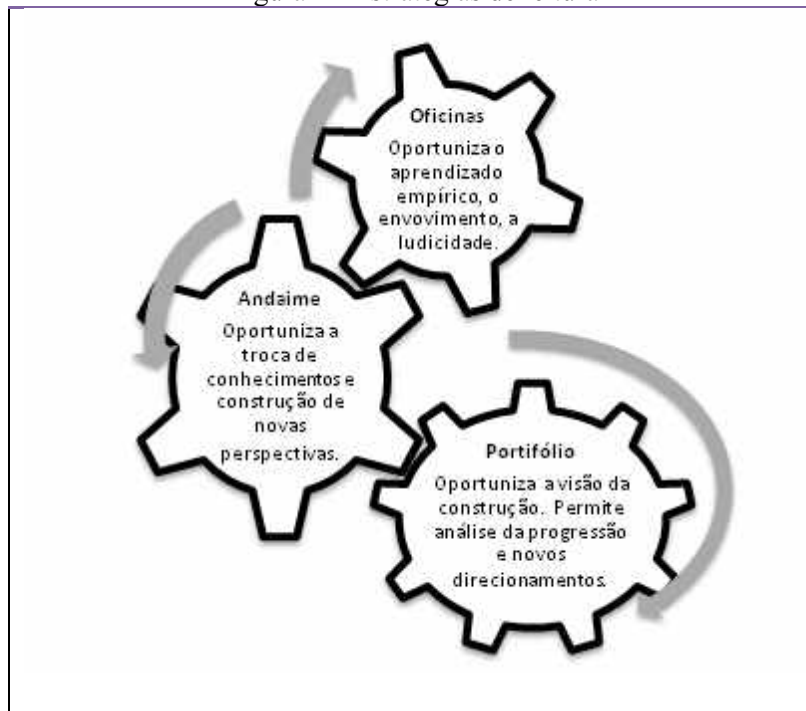 Oficinas
Oportuniza o
aprendizado
empírico, o
envovimento, a
ludicidade.
Andaime
Oportuniza a
troca de
conhecimentos e
construção de
novas
perspectivas.
Portifólio
Oportuniza a visão da
construção. Permite
análise da progressão
e novos
direcionamentos.